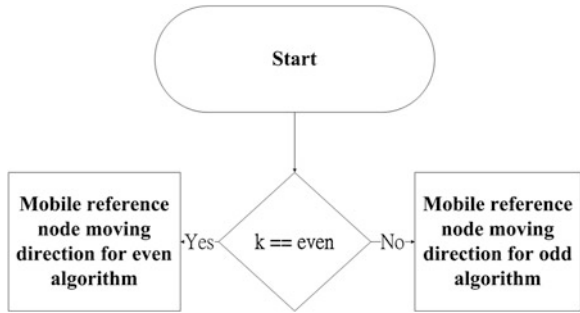 Start
Mobile reference
node moving
direction for even
algorithm
Yes
k == even
No
Mobile reference
node moving
direction for odd
algorithm